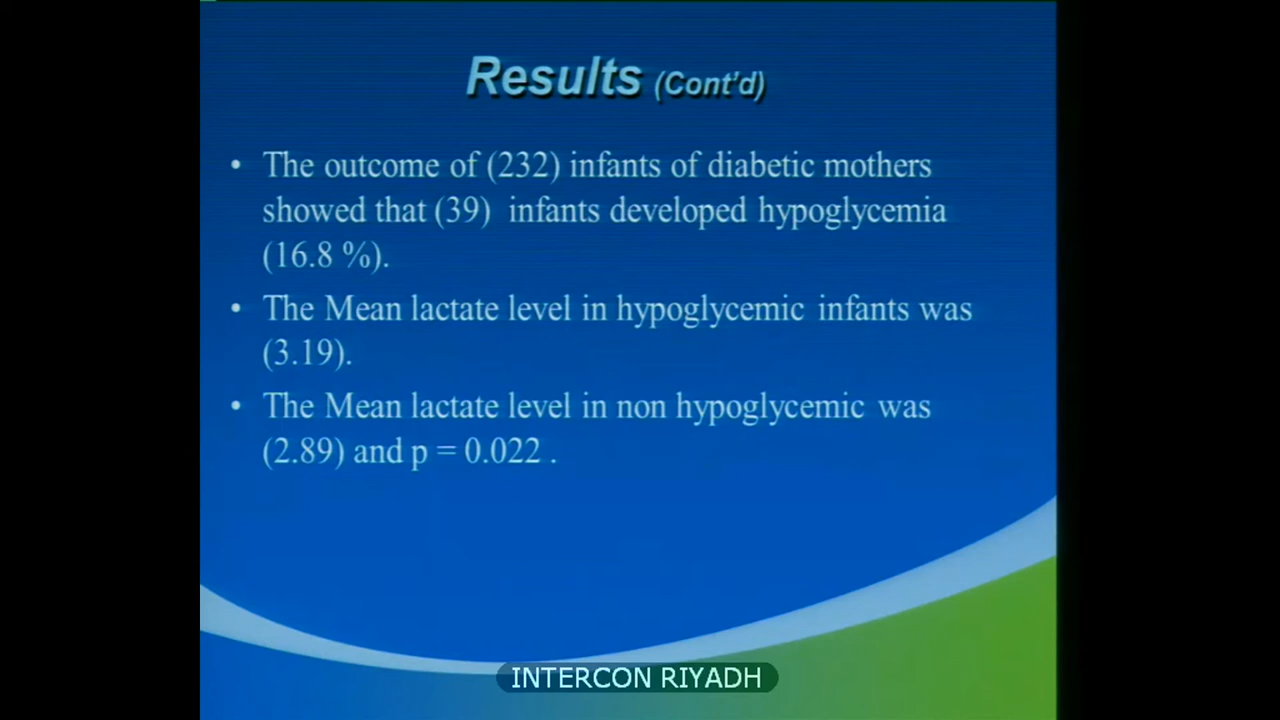 Results (Cont'd)
• The outcome of (232) infants of diabetic mothers
showed that (39) infants developed hypoglycemia
(16.8 %).
• The Mean lactate level in hypoglycemic infants was
(3.19).
• The Mean lactate level in non hypoglycemic was
(2.89) and p = 0.022 .
INTERCON RIYADH